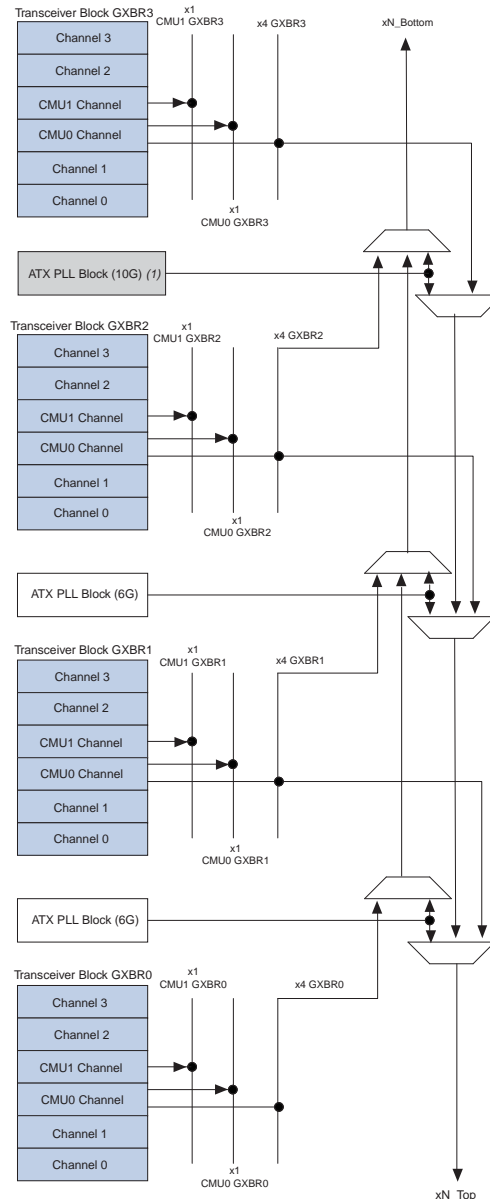 Transceiver Block GXBR3
Channel 3
Channel 2
CMU1 Channel
CMU0 Channel
Channel 1
Channel 0
x1
CMU1 GXBR3
x4 GXBR3
x1
CMU0 GXBR3
xN_Bottom
ATX PLL Block (10G) (1)
Transceiver Block GXBR2
Channel 3
Channel 2
CMU1 Channel
CMU0 Channel
Channel 1
Channel 0
x1
CMU1 GXBR2
x4 GXBR2
x1
CMU0 GXBR2
ATX PLL Block (6G)
Transceiver Block GXBR1
Channel 3
Channel 2
CMU1 Channel
CMU0 Channel
Channel 1
Channel 0
x1
CMU1 GXBR1
x4 GXBR1
x1
CMU0 GXBR1
ATX PLL Block (6G)
Transceiver Block GXBR0
Channel 3
Channel 2
CMU1 Channel
CMU0 Channel
Channel 1
Channel 0
x1
CMU1 GXBR0
x4 GXBR0
x1
CMU0 GXBR0
xN_Top